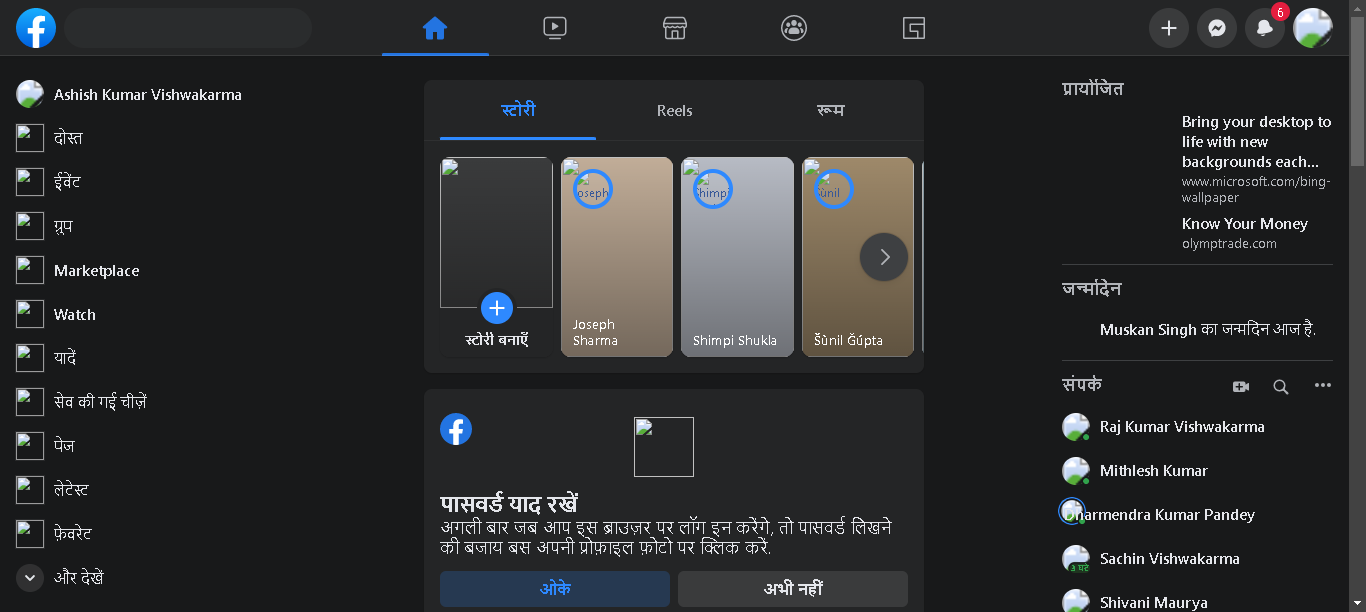 6
Ashish Kumar Vishwakarma
दोस्त
ईवेंट
ग्रुप
Marketplace
Watch
यादें
सेव की गई चीज़ें
पेज
लेटेस्ट
फ़ेवरेट
और देखें
स्टोरी
Reels
रूम
स्टोरी बनाएँ
Joseph
Joseph
Sharma
Shimpi
Shimpi Shukla
Šùnil
Šùnil Ğúpta
पासवर्ड याद रखें
अगली बार जब आप इस ब्राउज़र पर लॉग इन करेंगे, तो पासवर्ड लिखने
की बजाय बस अपनी प्रोफ़ाइल फ़ोटो पर क्लिक करें.
ओके
अभी नहीं
प्रायोजित
Bring your desktop to
life with new
backgrounds each...
www.microsoft.com/bing-
wallpaper
Know Your Money
olymptrade.com
जन्मदिन
Muskan Singh का जन्मदिन आज है.
संपर्क
Raj Kumar Vishwakarma
Mithlesh Kumar
Dharmendra Kumar Pandey
Sachin Vishwakarma
Shivani Maurya